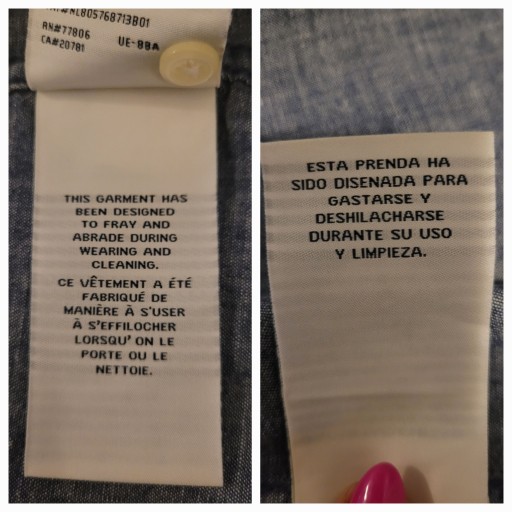 RN#77806
CA#20781
UE-88A
THIS GARMENT HAS
BEEN DESIGNED
TO FRAY AND
ABRADE DURING
WEARING AND
CLEANING.
CE VÊTEMENT A ÉTÉ
FABRIQUÉ DE
MANIÈRE À S'USER
À S'EFFILOCHER
LORSQU'ON LE
PORTE OU LE
NETTOIE.
ESTA PRENDA HA
SIDO DISENADA PARA
GASTARSE Y
DESHILACHARSE
DURANTE SU USO
Y LIMPIEZA.